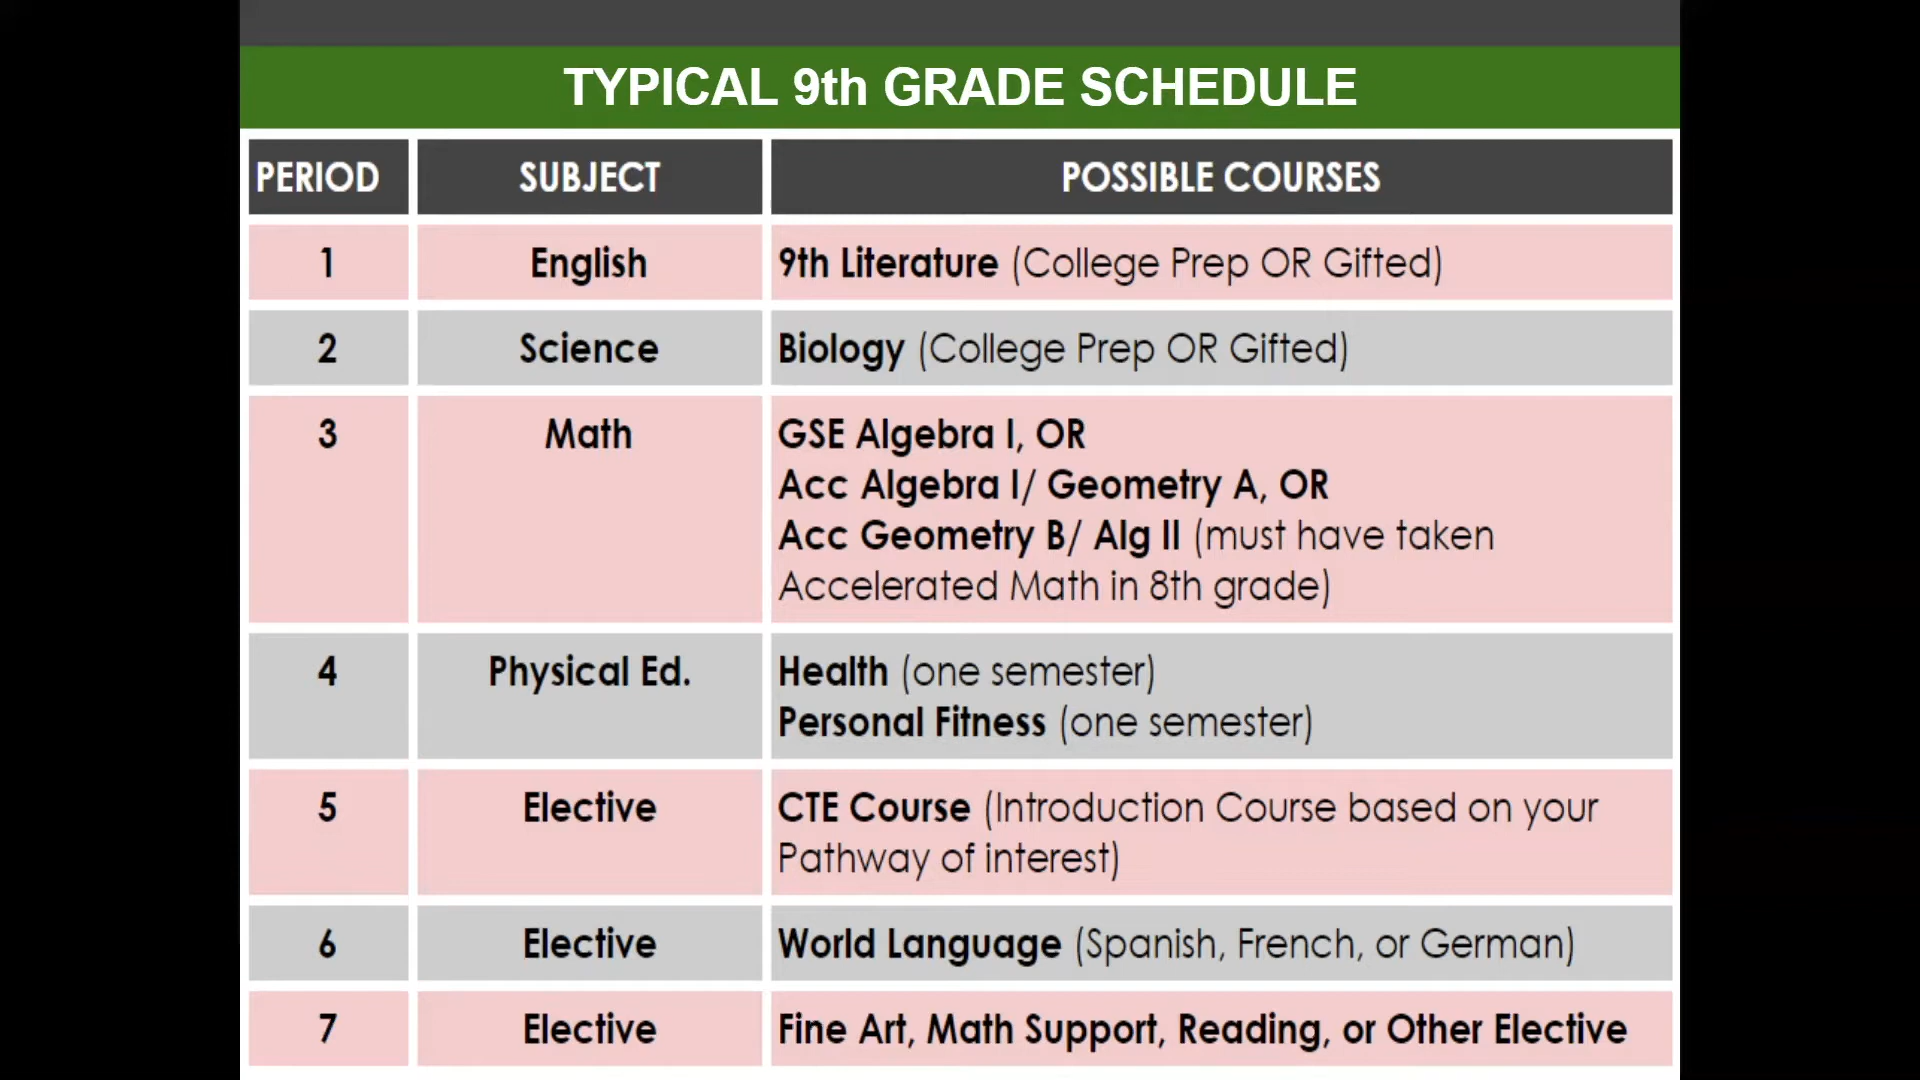 TYPICAL 9th GRADE SCHEDULE
PERIOD SUBJECT POSSIBLE COURSES
1 English 9th Literature (College Prep OR Gifted)
2 Science Biology (College Prep OR Gifted)
3 Math GSE Algebra I, OR
Acc Algebra I/ Geometry A, OR
Acc Geometry B/ Alg II (must have taken
Accelerated Math in 8th grade)
4 Physical Ed. Health (one semester)
Personal Fitness (one semester)
5 Elective CTE Course (Introduction Course based on your
Pathway of interest)
6 Elective World Language (Spanish, French, or German)
7 Elective Fine Art, Math Support, Reading, or Other Elective